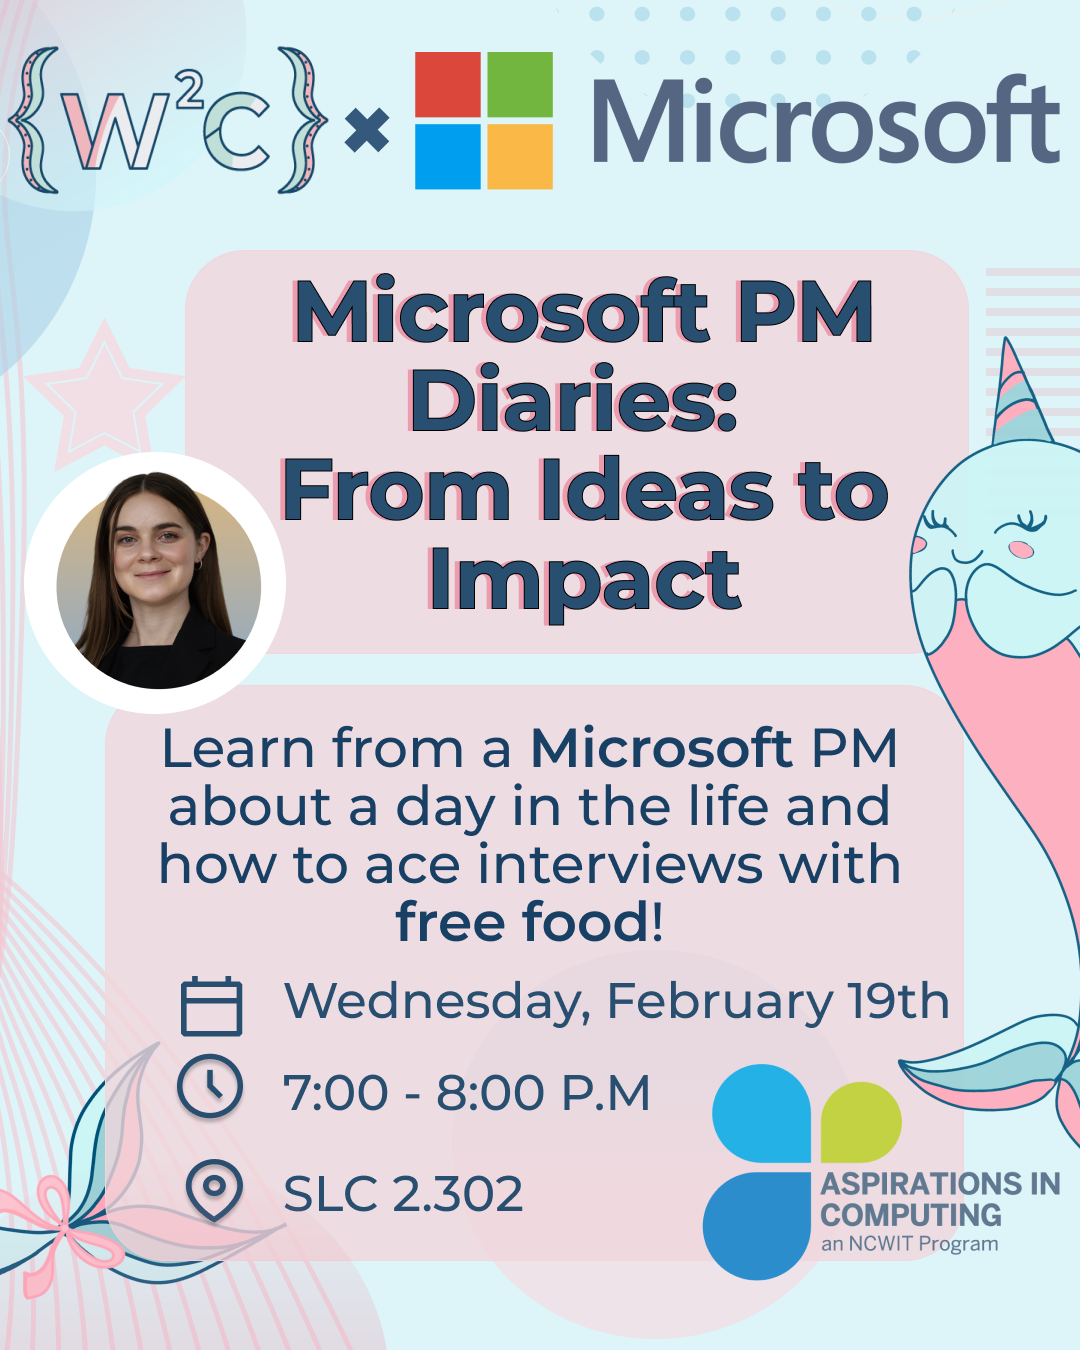 {W²C} × Microsoft
Microsoft PM
Diaries:
From Ideas to
Impact
Learn from a Microsoft PM
about a day in the life and
how to ace interviews with
free food!
Wednesday, February 19th
7:00 - 8:00 P.M
SLC 2.302
ASPIRATIONS IN
COMPUTING
an NCWIT Program